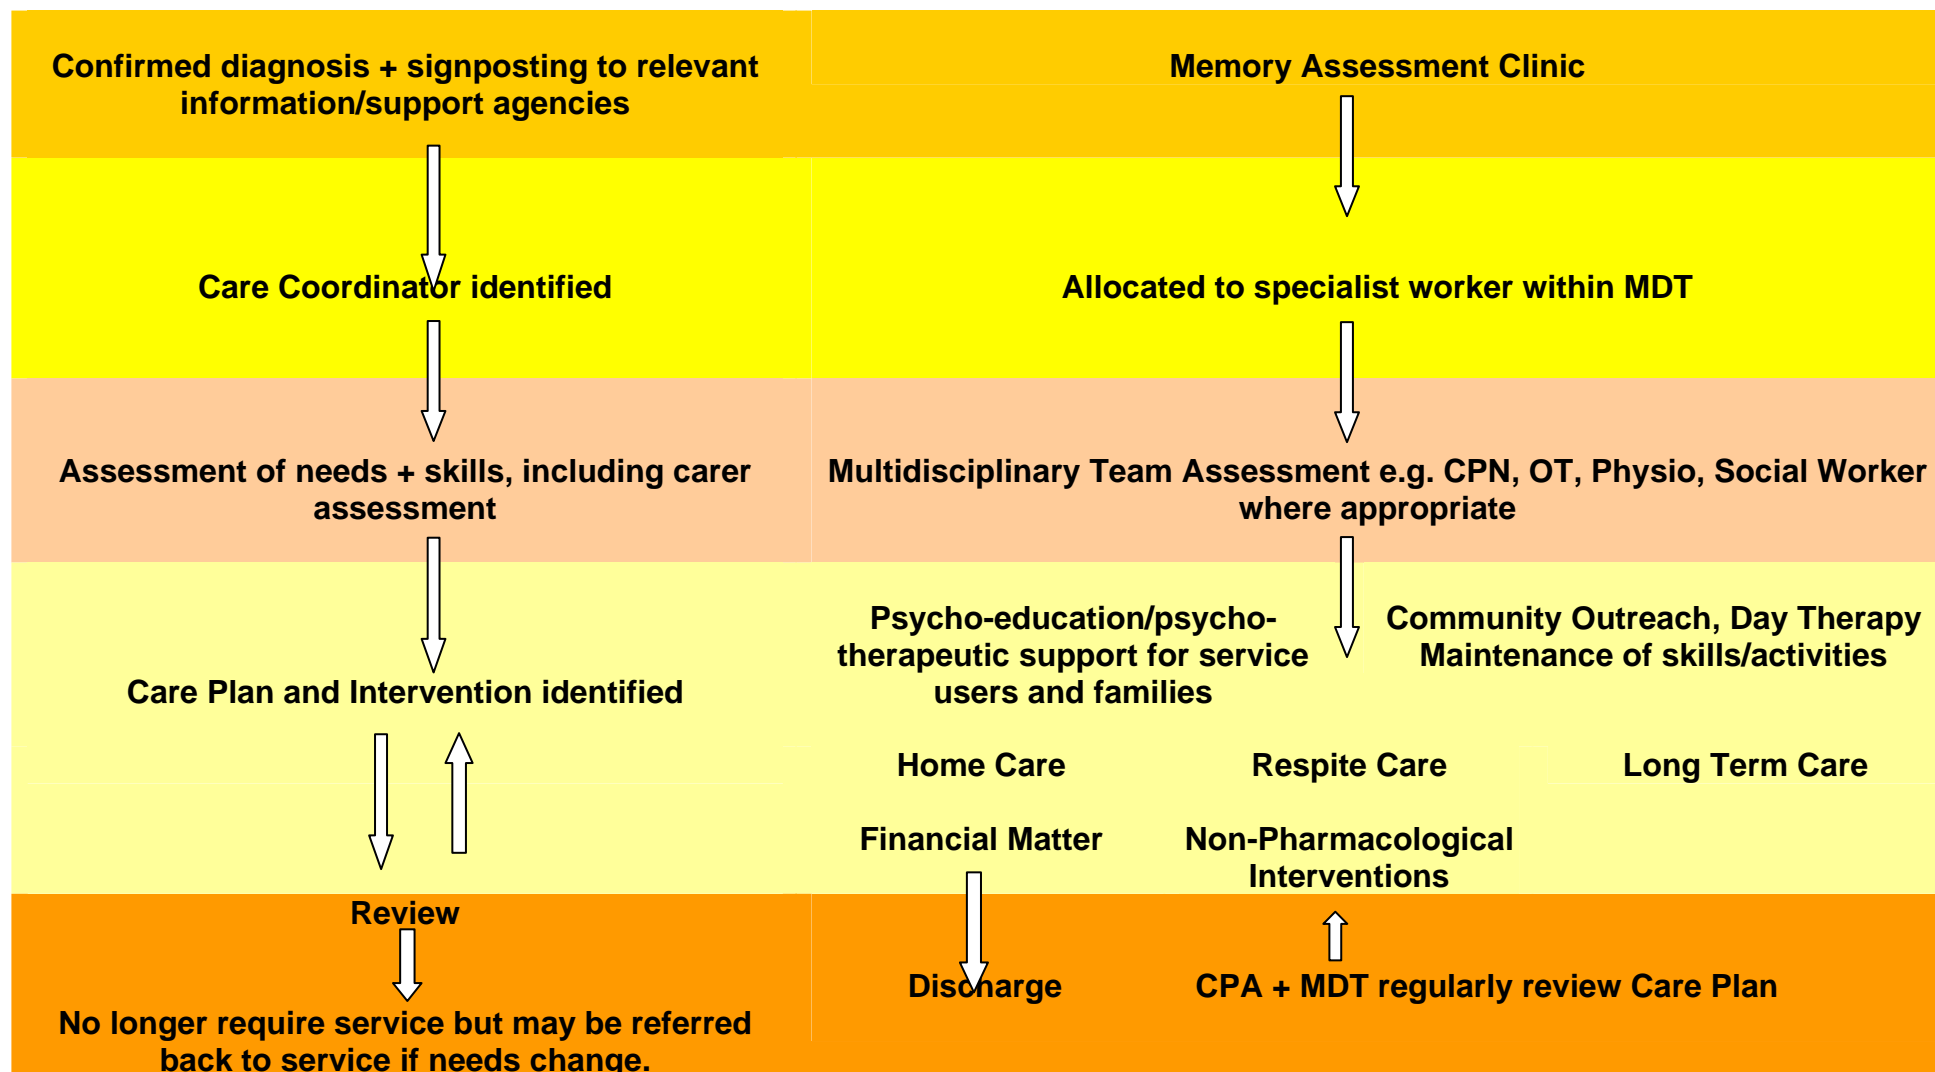 Confirmed diagnosis + signposting to relevant
information/support agencies
Memory Assessment Clinic
Care Coordinator identified
Allocated to specialist worker within MDT
Assessment of needs + skills, including carer
assessment
Multidisciplinary Team Assessment e.g. CPN, OT, Physio, Social Worker
where appropriate
Care Plan and Intervention identified
Psycho-education/psycho-
therapeutic support for service
users and families
Community Outreach, Day Therapy
Maintenance of skills/activities
Home Care
Respite Care
Long Term Care
Financial Matter
Non-Pharmacological
Interventions
Review
No longer require service but may be referred
back to service if needs change.
Discharge
CPA + MDT regularly review Care Plan